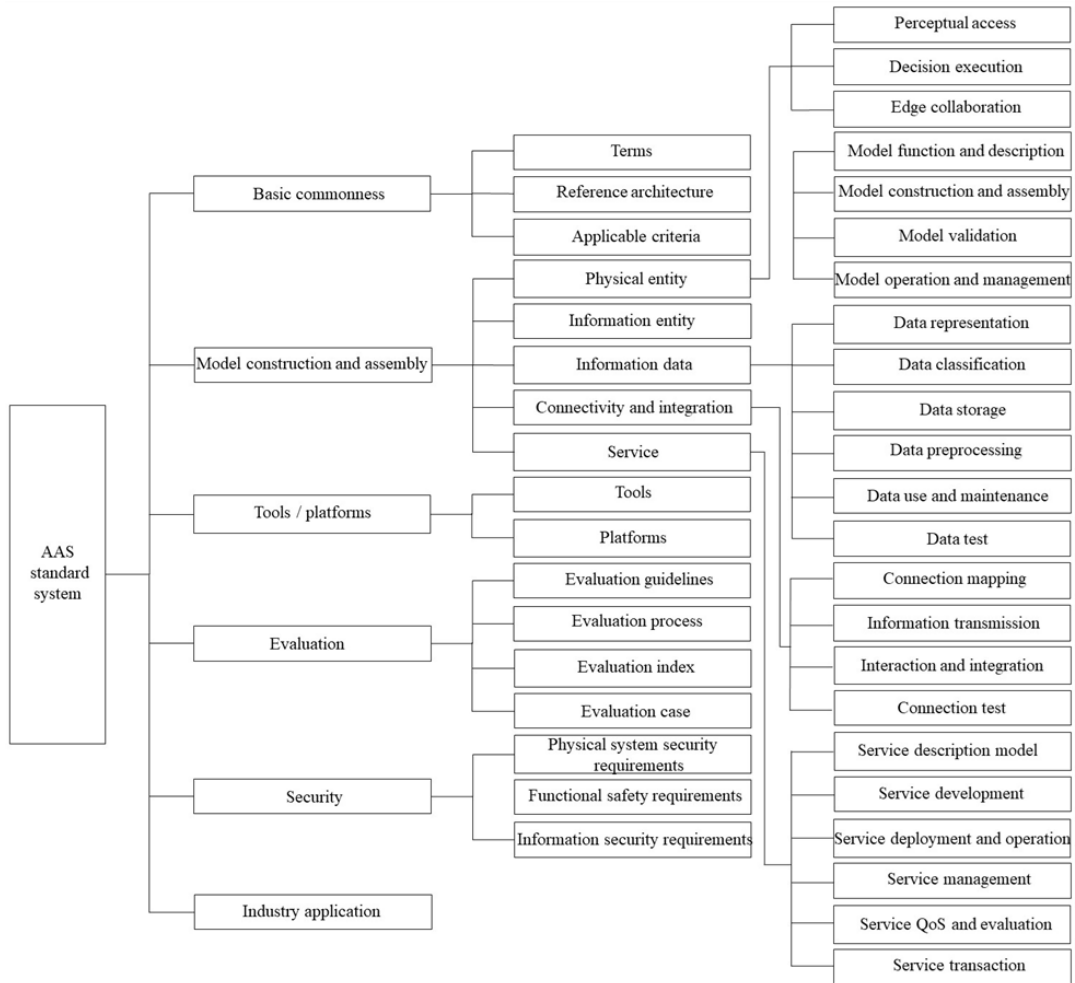 AAS
standard
system
Basic commonness
Model construction and assembly
Tools / platforms
Evaluation
Security
Industry application
Terms
Reference architecture
Applicable criteria
Physical entity
Information entity
Information data
Connectivity and integration
Service
Tools
Platforms
Evaluation guidelines
Evaluation process
Evaluation index
Evaluation case
Physical system security
requirements
Functional safety requirements
Information security requirements
Perceptual access
Decision execution
Edge collaboration
Model function and description
Model construction and assembly
Model validation
Model operation and management
Data representation
Data classification
Data storage
Data preprocessing
Data use and maintenance
Data test
Connection mapping
Information transmission
Interaction and integration
Connection test
Service description model
Service development
Service deployment and operation
Service management
Service QoS and evaluation
Service transaction